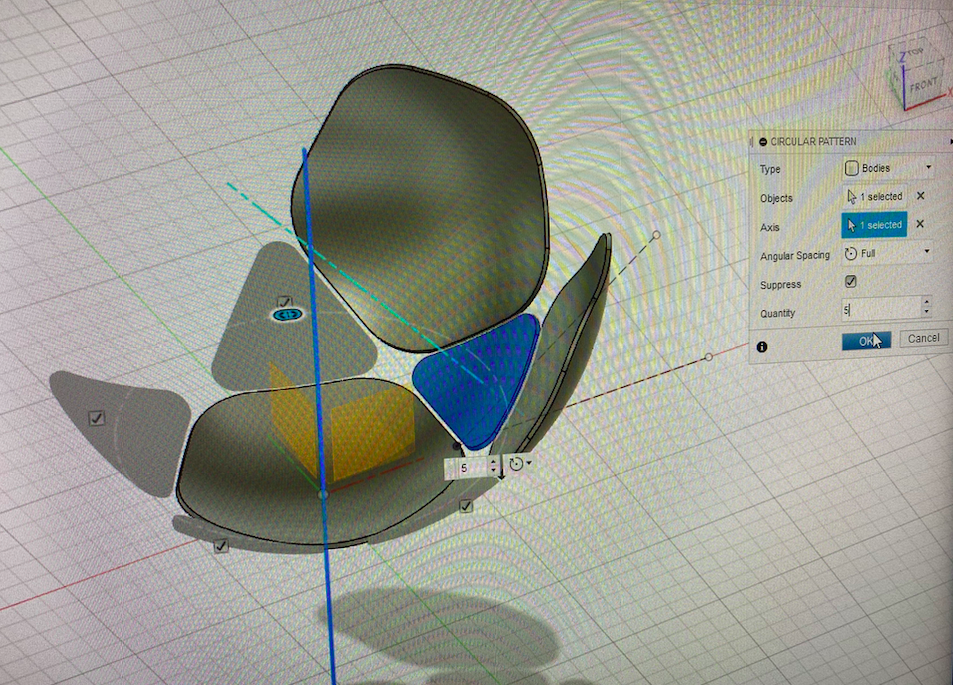 TOP
Z
FRONT
X
CIRCULAR PATTERN
Type Bodies
Objects 1 selected
Axis 1 selected
Angular Spacing Full
Suppress
Quantity 5
OK Cancel
5